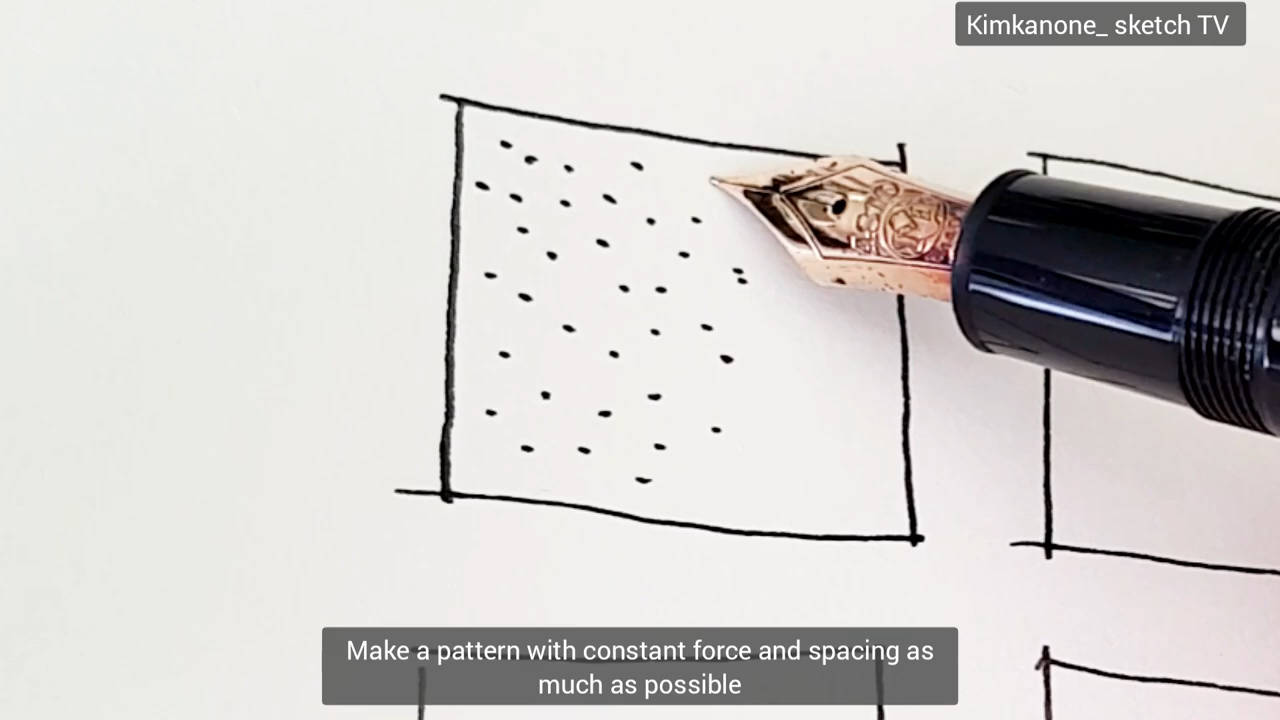 Kimkanone_ sketch TV
Make a pattern with constant force and spacing as
much as possible